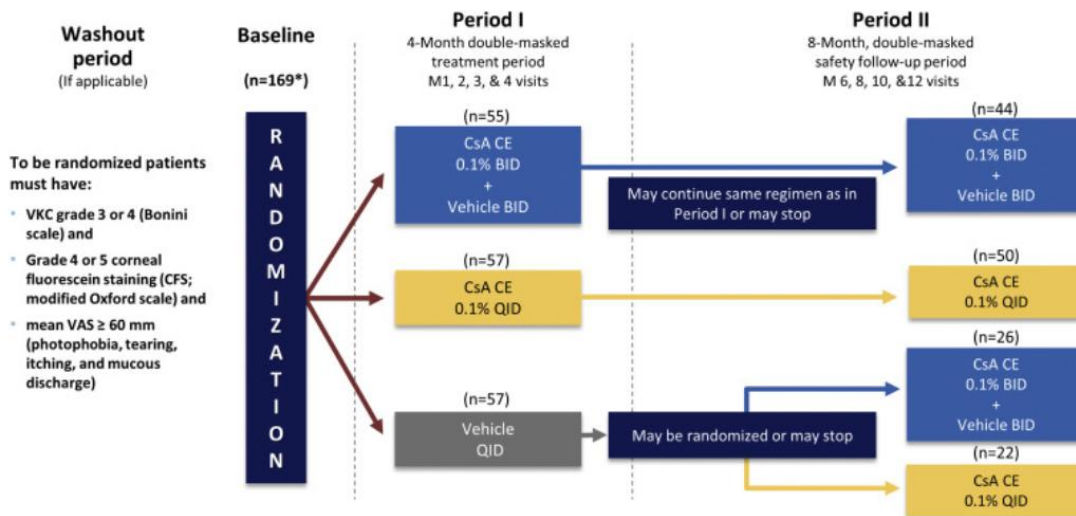 Washout
period
(If applicable)
To be randomized patients
must have:
• VKC grade 3 or 4 (Bonini
scale) and
• Grade 4 or 5 corneal
fluorescein staining (CFS;
modified Oxford scale) and
• mean VAS ≥ 60 mm
(photophobia, tearing,
itching, and mucous
discharge)
Baseline
(n=169*)
RANDOMIZATION
Period I
4-Month double-masked
treatment period
M1, 2, 3, & 4 visits
(n=55)
CsA CE
0.1% BID
+
Vehicle BID
(n=57)
CsA CE
0.1% QID
(n=57)
Vehicle
QID
Period II
8-Month, double-masked
safety follow-up period
M 6, 8, 10, &12 visits
May continue same regimen as in
Period I or may stop
May be randomized or may stop
(n=44)
CsA CE
0.1% BID
+
Vehicle BID
(n=50)
CsA CE
0.1% QID
(n=26)
CsA CE
0.1% BID
+
Vehicle BID
(n=22)
CsA CE
0.1% QID